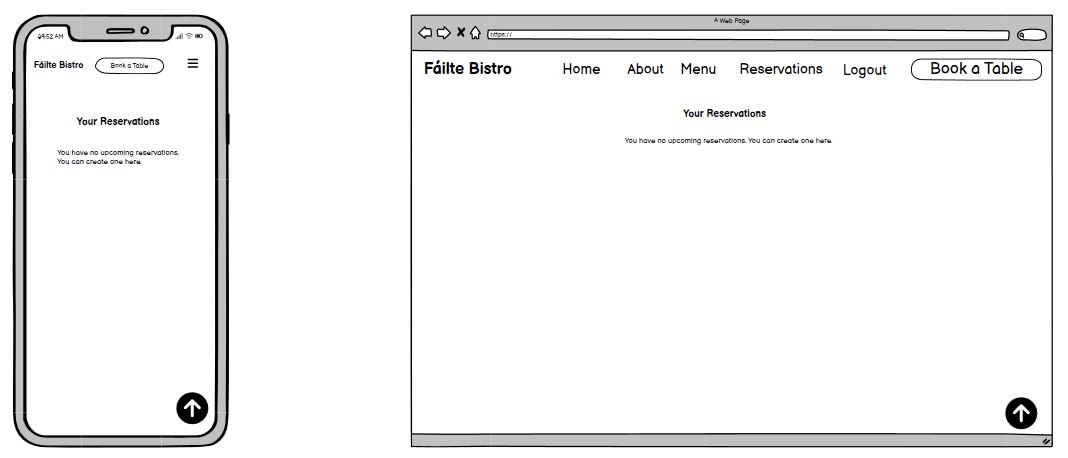 09:52 AM
Fáilte Bistro
Book a Table
Your Reservations
You have no upcoming reservations.
You can create one here.
A Web Page
https://
Fáilte Bistro Home About Menu Reservations Logout Book a Table
Your Reservations
You have no upcoming reservations. You can create one here.